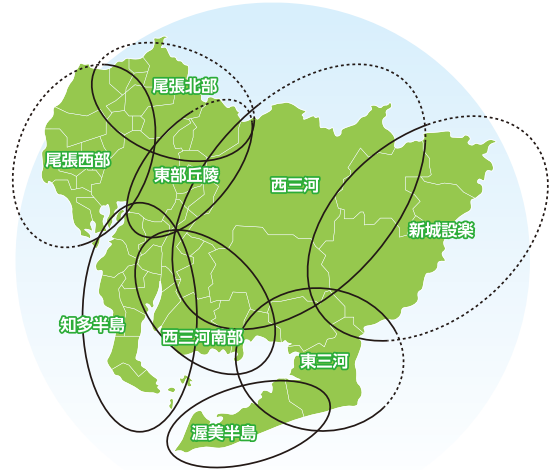 尾張北部
尾張西部
東部丘陵
西三河
新城設楽
知多半島
西三河南部
東三河
渥美半島